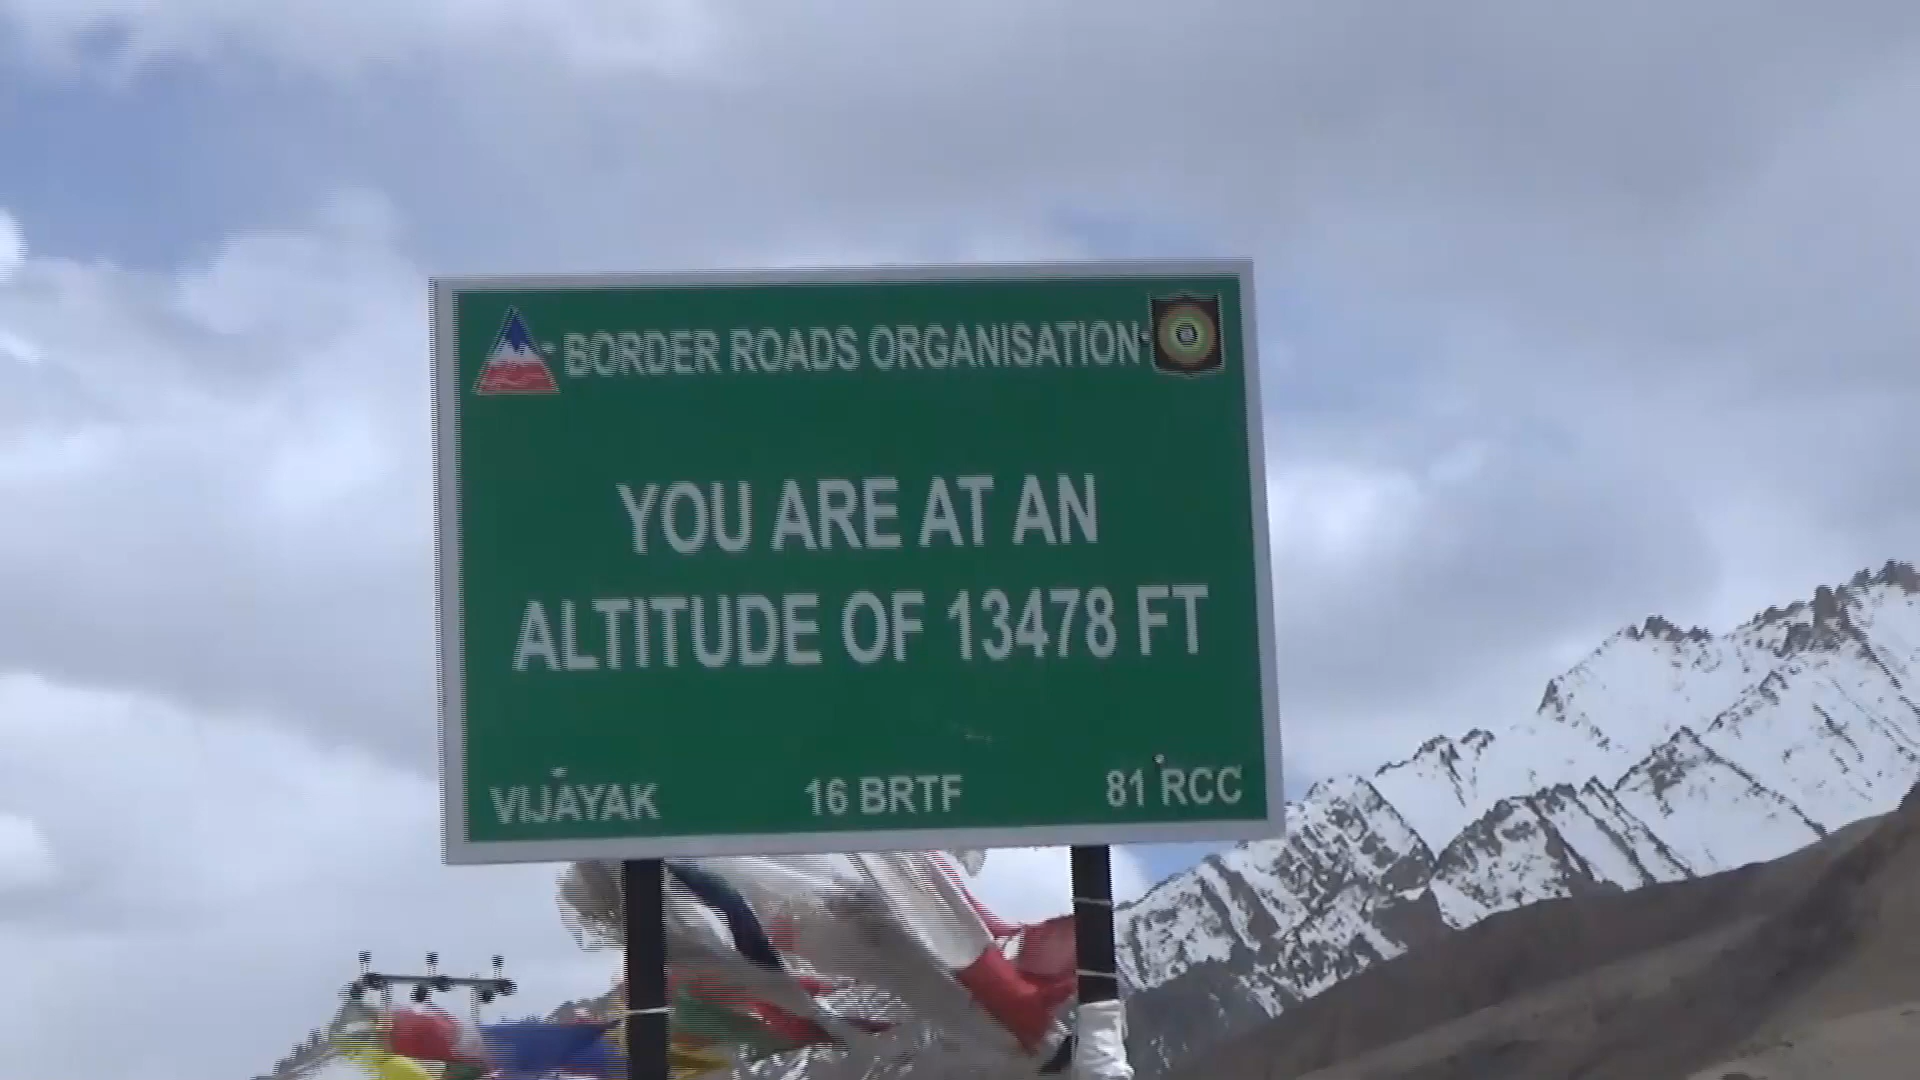 BORDER ROADS ORGANISATION
YOU ARE AT AN
ALTITUDE OF 13478 FT
VIJAYAK 16 BRTF 81 RCC